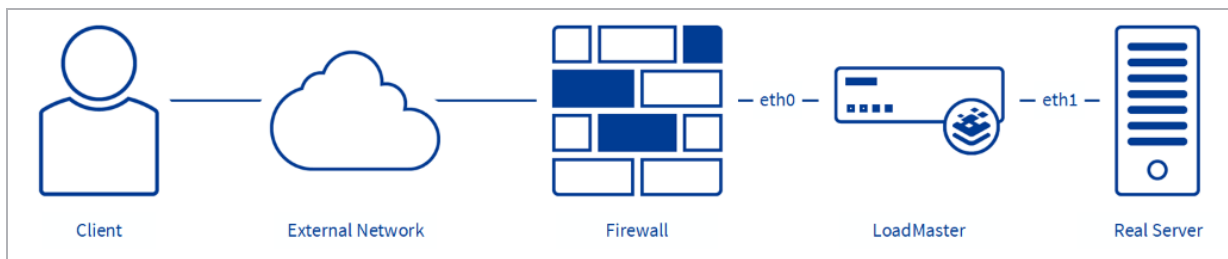 eth0
eth1
Client
External Network
Firewall
LoadMaster
Real Server